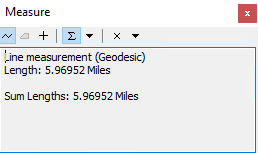 Measure
Line measurement (Geodesic)
Length: 5.96952 Miles
Sum Lengths: 5.96952 Miles